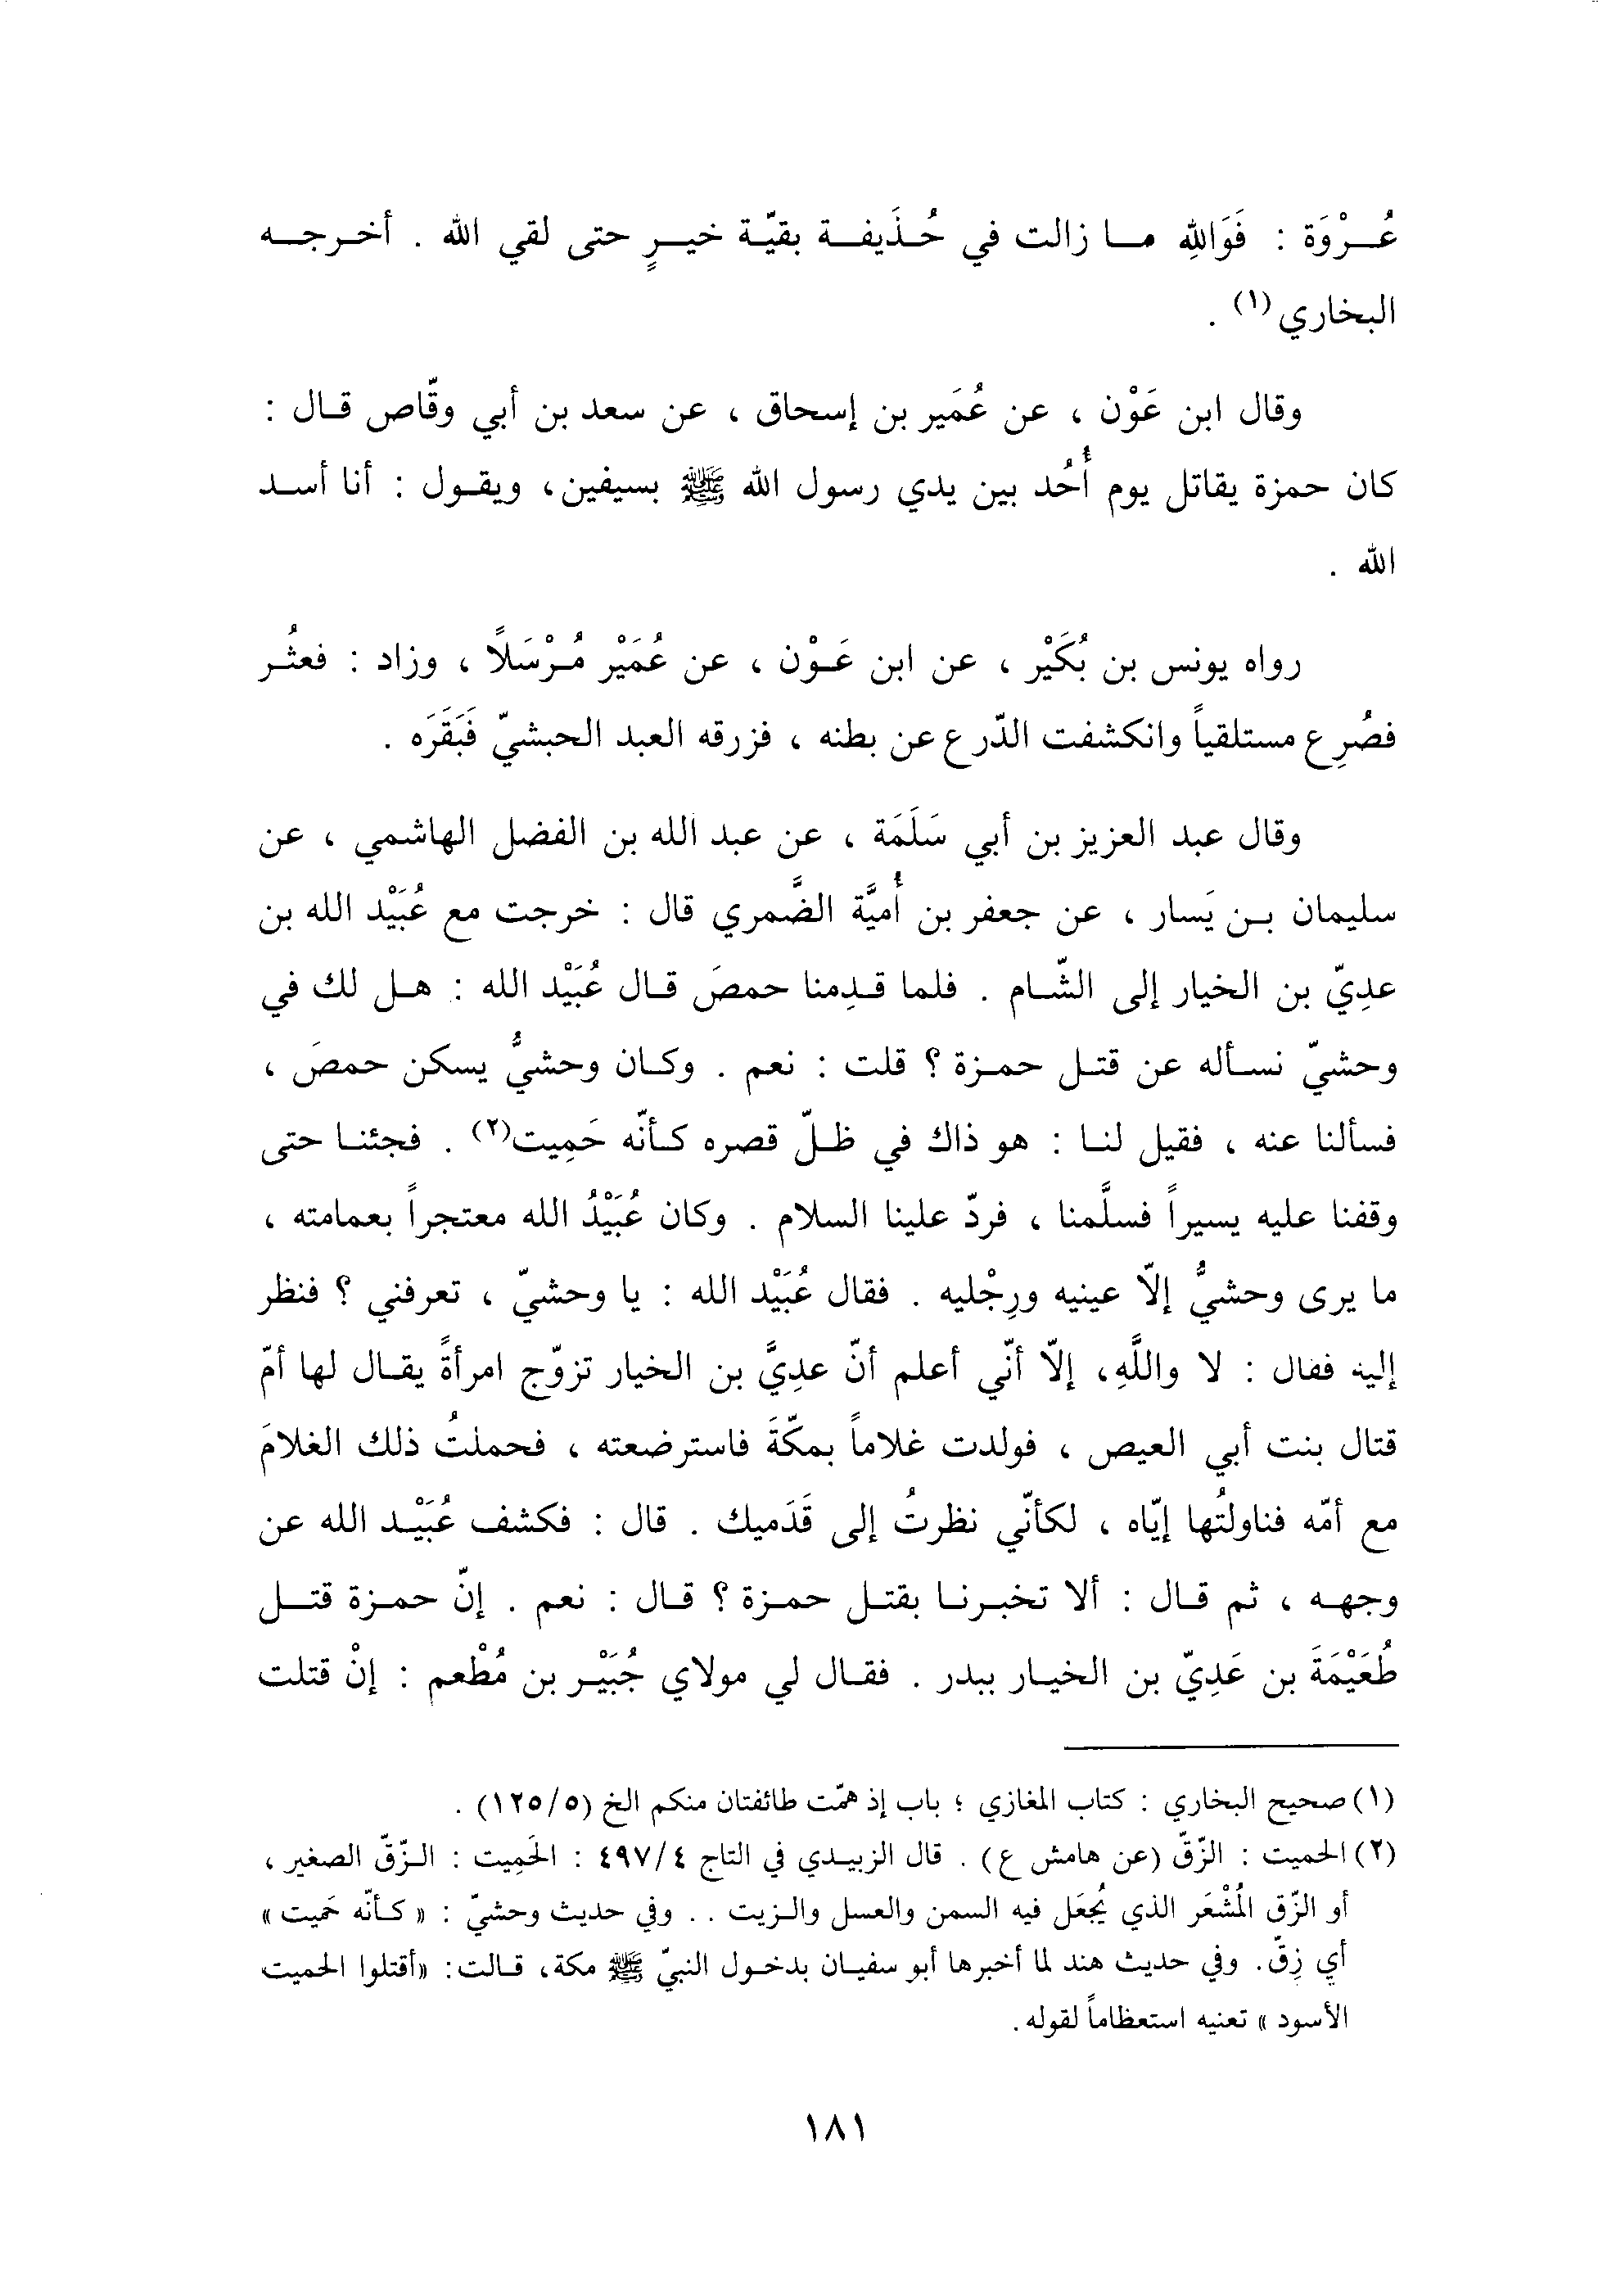 عُـرْوَة : فَوَاللهِ مـا زالت في حُـذَيفـة بقيّـة خيـرٍ حتى لقي الله . أخـرجـه
البخاري(١) .
وقال ابن عَوْن ، عن عُمَير بن إسحاق ، عن سعد بن أبي وقّاص قـال :
كان حمزة يقاتل يوم أُحُد بين يدي رسول الله ﷺ بسيفين، ويقـول : أنا أسـد
الله .
رواه يونس بن بُكَيْر ، عن ابن عَـوْن ، عن عُمَيْر مُـرْسَلاً ، وزاد : فعثُـر
فصُرِع مستلقياً وانكشفت الدّرع عن بطنه ، فزرقه العبد الحبشيّ فَبَقَرَه .
وقال عبد العزيز بن أبي سَلَمَة ، عن عبد الله بن الفضل الهاشمي ، عن
سليمان بـن يَسار ، عن جعفر بن أُميَّة الضَّمري قال : خرجت مع عُبَيْد الله بن
عدِيّ بن الخيار إلى الشّـام . فلما قـدِمنا حمصَ قـال عُبَيْد الله : هـل لك في
وحشيّ نسـأله عن قتـل حمـزة ؟ قلت : نعم . وكـان وحشيٌّ يسكن حمصَ ،
فسألنا عنه ، فقيل لنـا : هو ذاك في ظـلّ قصره كـأنّه حَمِيت(٢) . فجئنـا حتى
وقفنا عليه يسيراً فسلَّمنا ، فردّ علينا السلام . وكان عُبَيْدُ الله معتجراً بعمامته ،
ما يرى وحشيٌّ إلّا عينيه ورِجْليه . فقال عُبَيْد الله : يا وحشيّ ، تعرفني ؟ فنظر
إليه فقال : لا واللَّهِ، إلّا أنّي أعلم أنّ عدِيَّ بن الخيار تزوّج امرأةً يقـال لها أمّ
قتال بنت أبي العيص ، فولدت غلاماً بمكّةَ فاسترضعته ، فحملتُ ذلك الغلامَ
مع أمّه فناولتُها إيّاه ، لكأنّي نظرتُ إلى قَدَميك . قال : فكشف عُبَيْـد الله عن
وجهـه ، ثم قـال : ألا تخبـرنـا بقتـل حمـزة ؟ قـال : نعم . إنّ حمـزة قتـل
طُعَيْمَةَ بن عَدِيّ بن الخيـار ببدر . فقـال لي مولاي جُبَيْـر بن مُطْعم : إنْ قتلت
(١) صحيح البخاري : كتاب المغازي ؛ باب إذ همّت طائفتان منكم الخ (٥/١٢٥) .
(٢) الحميت : الزّقّ (عن هامش ع) . قال الزبيـدي في التاج ٤/٤٩٧ : الحَمِيت : الـزّقّ الصغير ،
أو الزّق المُشْعَر الذي يُجعَل فيه السمن والعسل والـزيت . . وفي حديث وحشيّ : « كـأنّه حَميت »
أي زِقّ. وفي حديث هند لما أخبرها أبو سفيـان بدخـول النبيّ ﷺ مكة، قـالت: «أقتلوا الحميت
الأسود » تعنيه استعظاماً لقوله .
١٨١